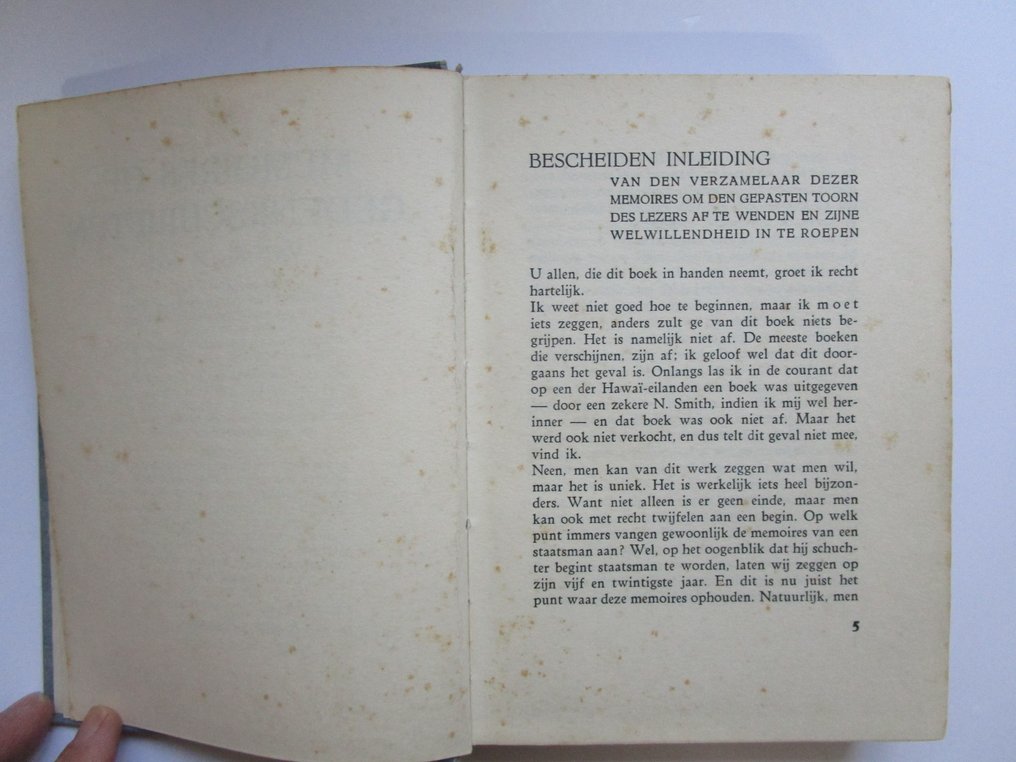 BESCHEIDEN INLEIDING
VAN DEN VERZAMELAAR DEZER
MEMOIRES OM DEN GEPASTEN TOORN
DES LEZERS AF TE WENDEN EN ZIJNE
WELWILLENDHEID IN TE ROEPEN
U allen, die dit boek in handen neemt, groet ik recht
hartelijk.
Ik weet niet goed hoe te beginnen, maar ik m o e t
iets zeggen, anders zult ge van dit boek niets be-
grijpen. Het is namelijk niet af. De meeste boeken
die verschijnen, zijn af; ik geloof wel dat dit door-
gaans het geval is. Onlangs las ik in de courant dat
op een der Hawaï-eilanden een boek was uitgegeven
— door een zekere N. Smith, indien ik mij wel her-
inner — en dat boek was ook niet af. Maar het
werd ook niet verkocht, en dus telt dit geval niet mee,
vind ik.
Neen, men kan van dit werk zeggen wat men wil,
maar het is uniek. Het is werkelijk iets heel bijzon-
ders. Want niet alleen is er geen einde, maar men
kan ook met recht twijfelen aan een begin. Op welk
punt immers vangen gewoonlijk de memoires van een
staatsman aan? Wel, op het oogenblik dat hij schuch-
ter begint staatsman te worden, laten wij zeggen op
zijn vijf en twintigste jaar. En dit is nu juist het
punt waar deze memoires ophouden. Natuurlijk, men
5